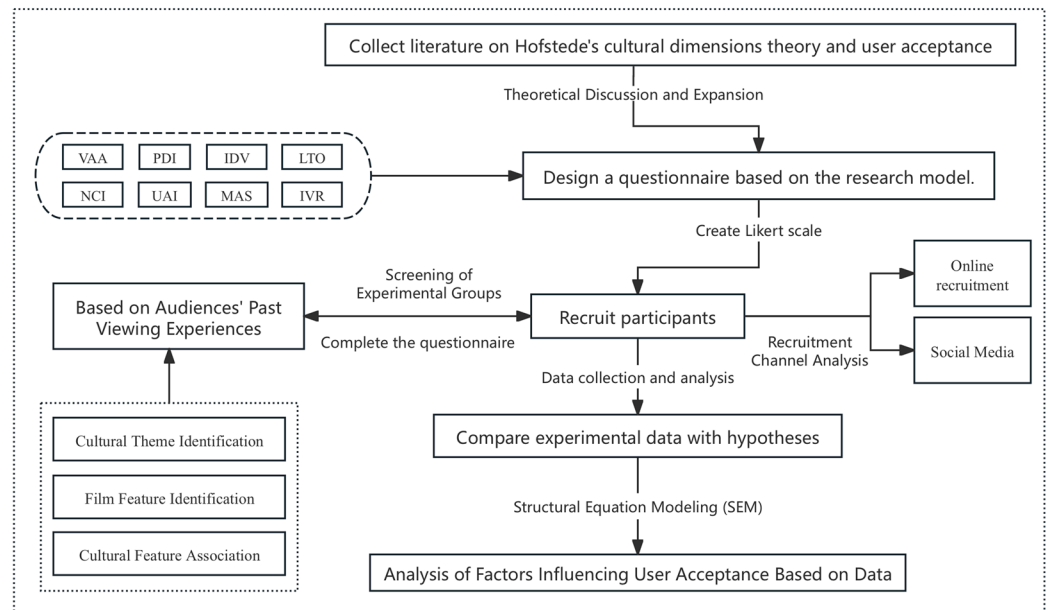 Collect literature on Hofstede's cultural dimensions theory and user acceptance
Theoretical Discussion and Expansion
VAA PDI IDV LTO
NCI UAI MAS IVR
Design a questionnaire based on the research model.
Create Likert scale
Online
recruitment
Screening of
Experimental Groups
Based on Audiences' Past
Viewing Experiences
Recruit participants
Complete the questionnaire
Recruitment
Channel Analysis
Social Media
Data collection and analysis
Cultural Theme Identification
Film Feature Identification
Cultural Feature Association
Compare experimental data with hypotheses
Structural Equation Modeling (SEM)
Analysis of Factors Influencing User Acceptance Based on Data